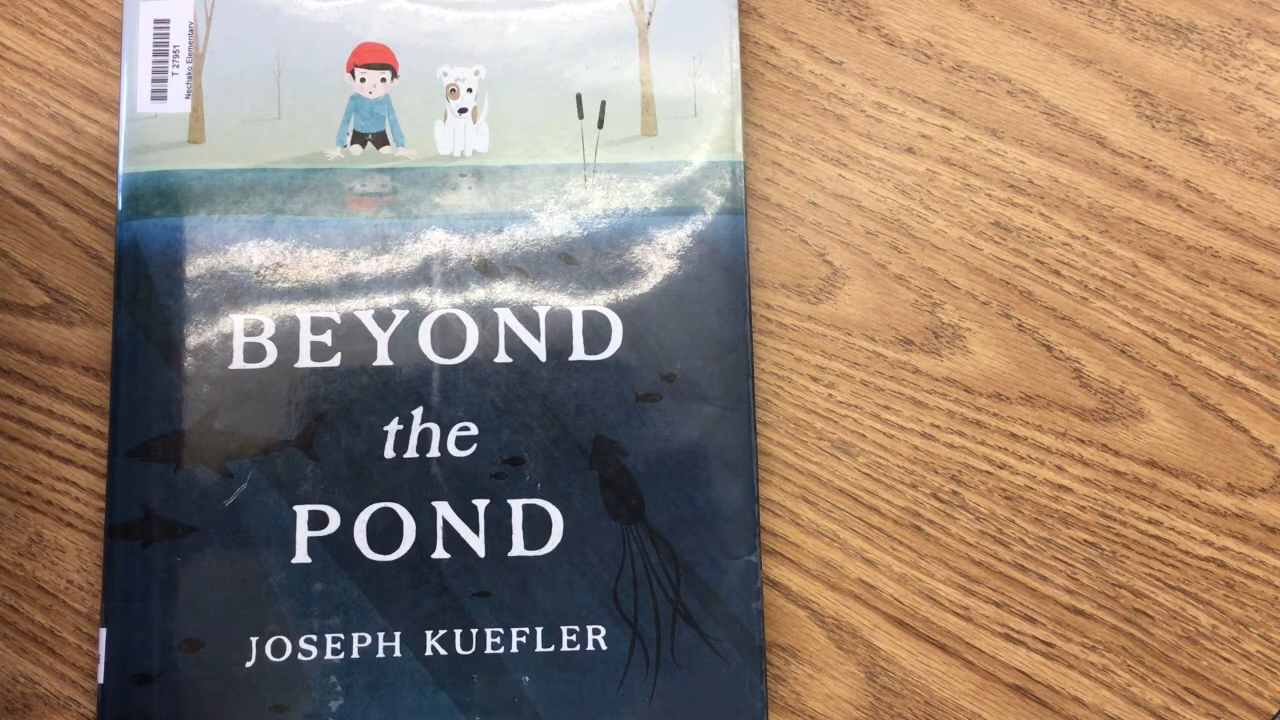 T 27951
Nechako Elementary
BEYOND
the
POND
JOSEPH KUEFLER